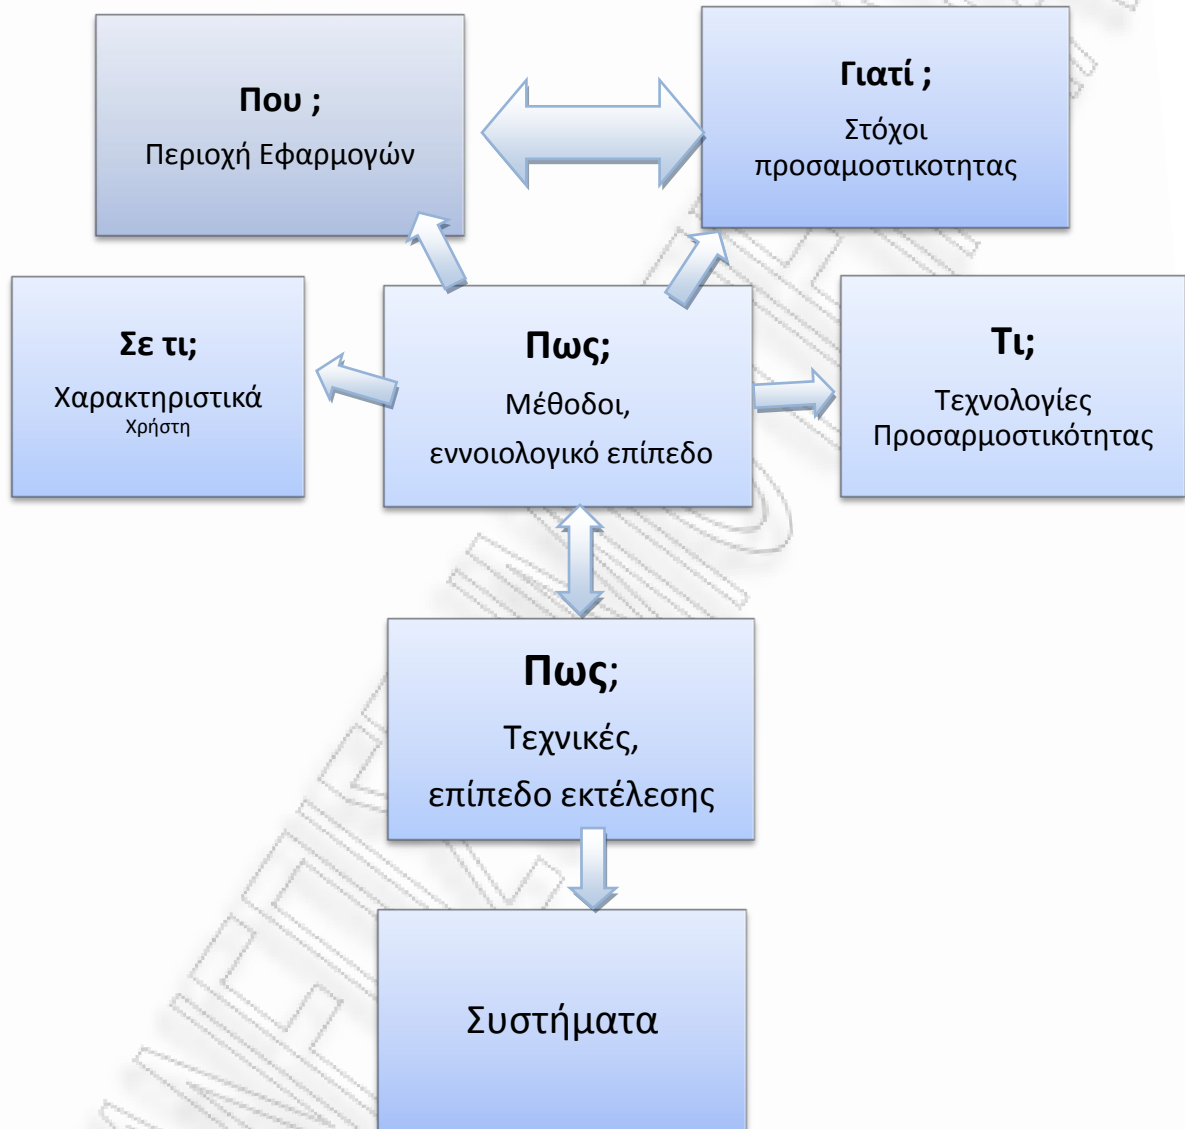 Που ;
Περιοχή Εφαρμογών
Γιατί ;
Στόχοι
προσαμοστικοτητας
Σε τι;
Χαρακτηριστικά
Χρήστη
Πως;
Μέθοδοι,
εννοιολογικό επίπεδο
Τι;
Τεχνολογίες
Προσαρμοστικότητας
Πως;
Τεχνικές,
επίπεδο εκτέλεσης
Συστήματα